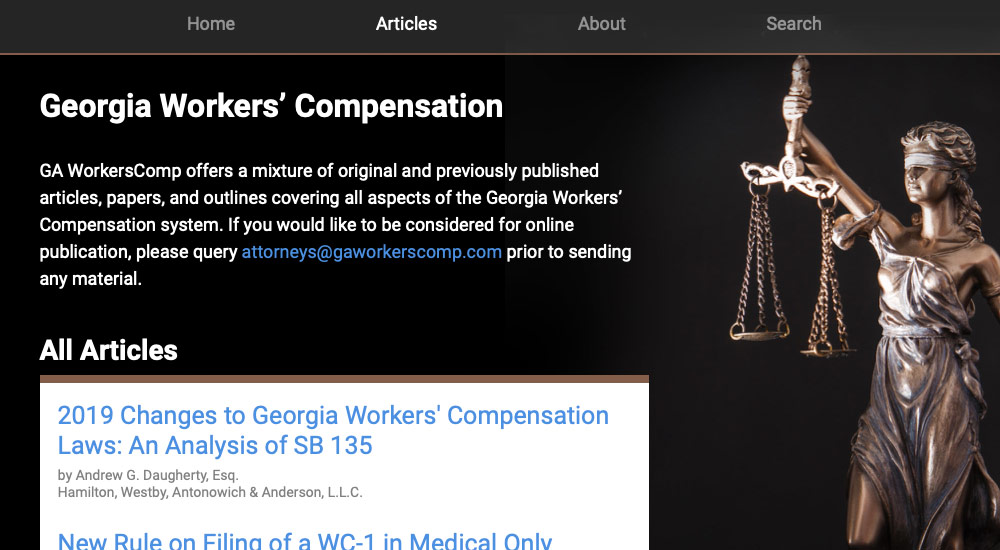 Home Articles About Search
Georgia Workers’ Compensation
GA WorkersComp offers a mixture of original and previously published
articles, papers, and outlines covering all aspects of the Georgia Workers’
Compensation system. If you would like to be considered for online
publication, please query attorneys@gaworkerscomp.com prior to sending
any material.
All Articles
2019 Changes to Georgia Workers' Compensation
Laws: An Analysis of SB 135
by Andrew G. Daugherty, Esq.
Hamilton, Westby, Antonowich & Anderson, L.L.C.
New Rule on Filing of a WC-1 in Medical Only